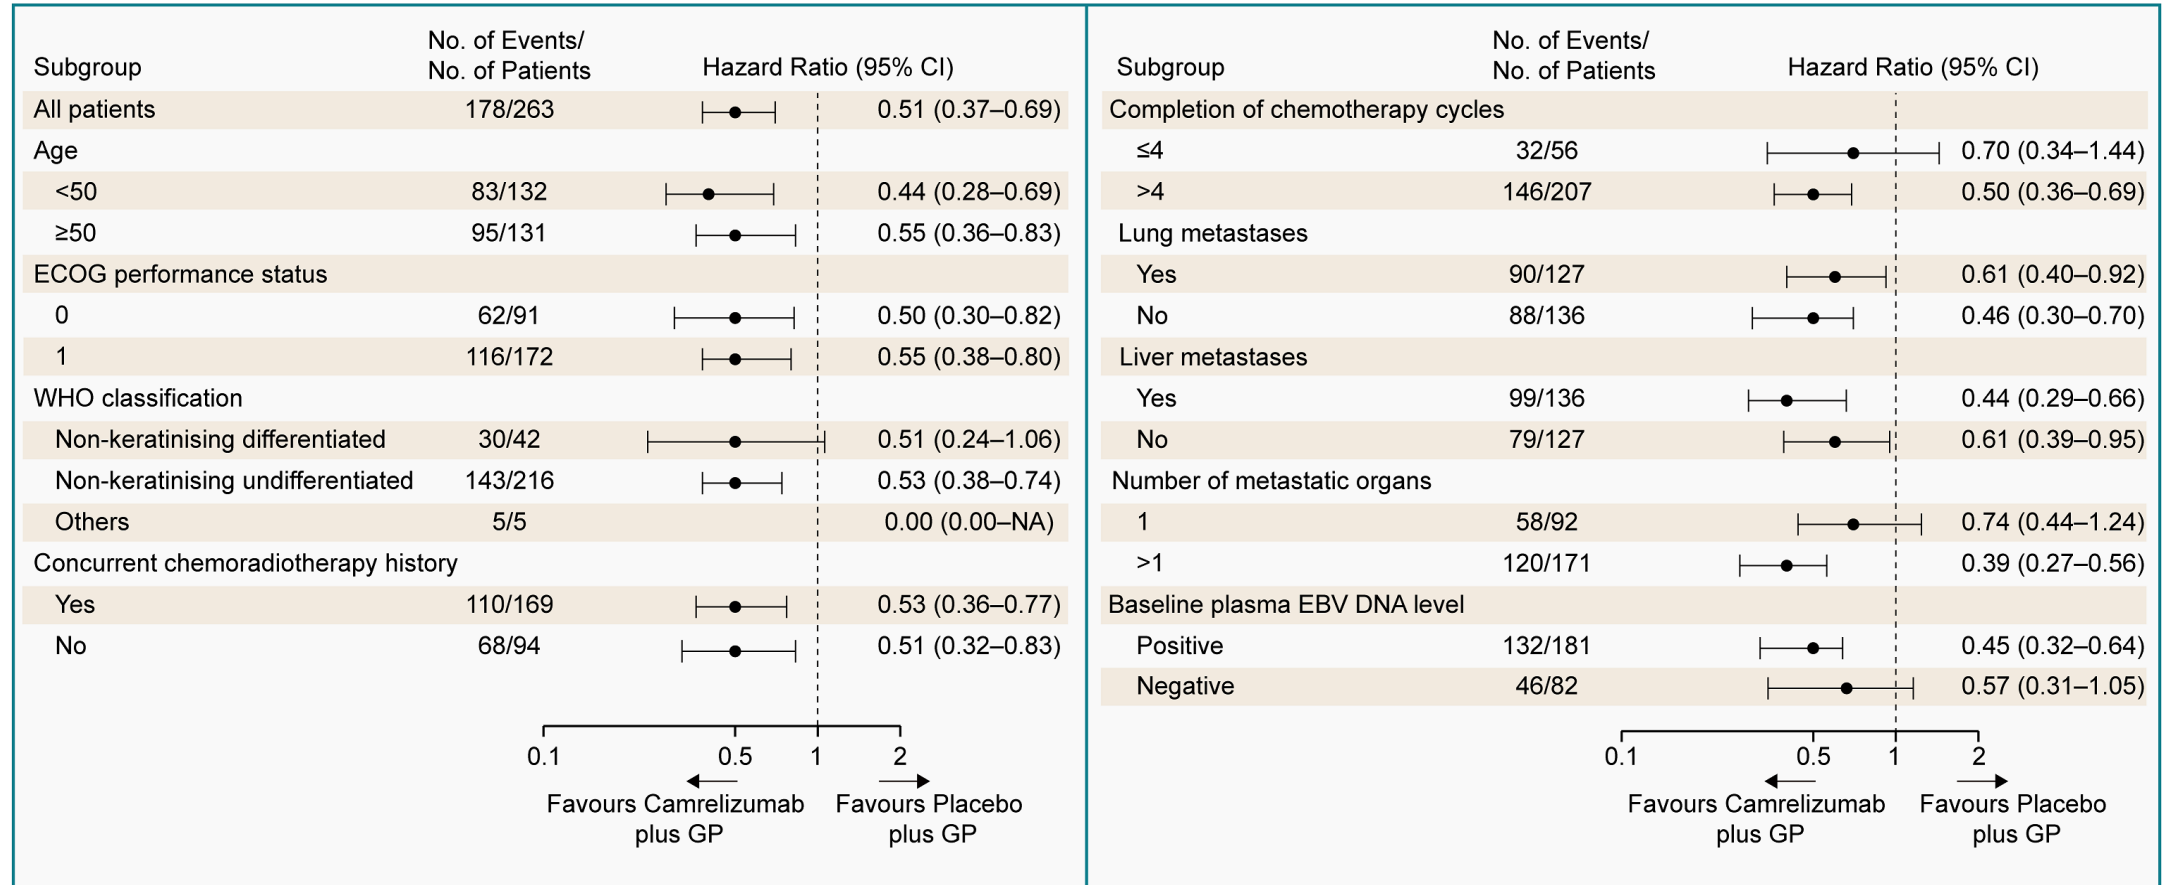 No. of Events/
Subgroup No. of Patients Hazard Ratio (95% CI)
All patients 178/263 0.51 (0.37–0.69)
Age
<50 83/132 0.44 (0.28–0.69)
≥50 95/131 0.55 (0.36–0.83)
ECOG performance status
0 62/91 0.50 (0.30–0.82)
1 116/172 0.55 (0.38–0.80)
WHO classification
Non-keratinising differentiated 30/42 0.51 (0.24–1.06)
Non-keratinising undifferentiated 143/216 0.53 (0.38–0.74)
Others 5/5 0.00 (0.00–NA)
Concurrent chemoradiotherapy history
Yes 110/169 0.53 (0.36–0.77)
No 68/94 0.51 (0.32–0.83)
0.1 0.5 1 2
Favours Camrelizumab Favours Placebo
plus GP plus GP
No. of Events/
Subgroup No. of Patients Hazard Ratio (95% CI)
Completion of chemotherapy cycles
≤4 32/56 0.70 (0.34–1.44)
>4 146/207 0.50 (0.36–0.69)
Lung metastases
Yes 90/127 0.61 (0.40–0.92)
No 88/136 0.46 (0.30–0.70)
Liver metastases
Yes 99/136 0.44 (0.29–0.66)
No 79/127 0.61 (0.39–0.95)
Number of metastatic organs
1 58/92 0.74 (0.44–1.24)
>1 120/171 0.39 (0.27–0.56)
Baseline plasma EBV DNA level
Positive 132/181 0.45 (0.32–0.64)
Negative 46/82 0.57 (0.31–1.05)
0.1 0.5 1 2
Favours Camrelizumab Favours Placebo
plus GP plus GP